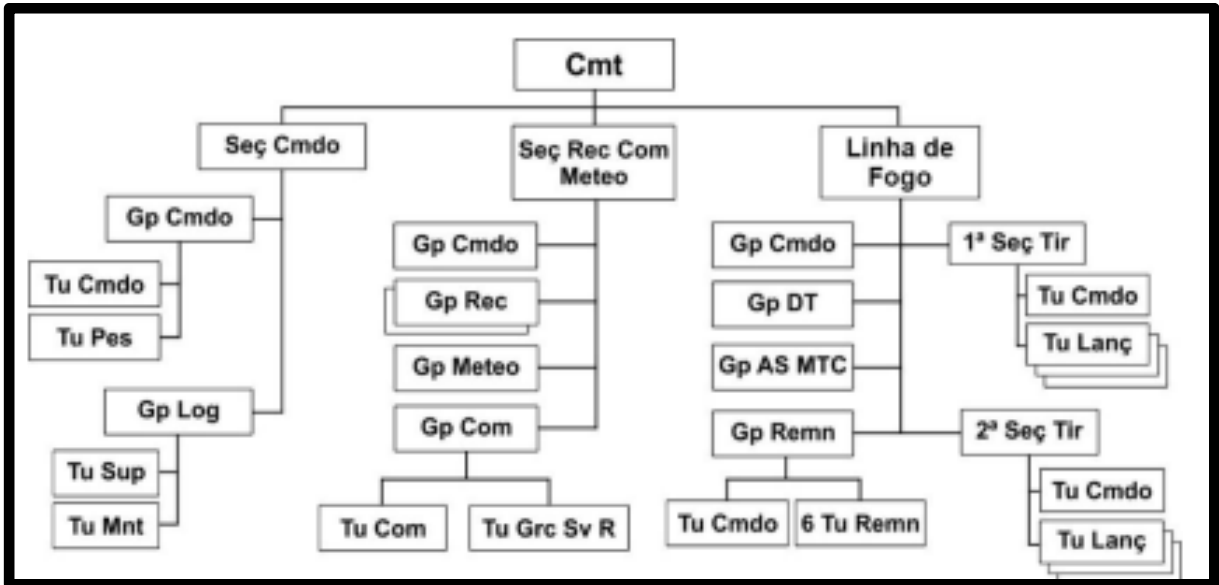 Cmt
Seç Cmdo
Gp Cmdo
Tu Cmdo
Tu Pes
Gp Log
Tu Sup
Tu Mnt
Seç Rec Com
Meteo
Gp Cmdo
Gp Rec
Gp Meteo
Gp Com
Tu Com
Tu Grc Sv R
Linha de
Fogo
Gp Cmdo
Gp DT
Gp AS MTC
Gp Remn
Tu Cmdo
6 Tu Remn
1ª Seç Tir
Tu Cmdo
Tu Lanç
2ª Seç Tir
Tu Cmdo
Tu Lanç